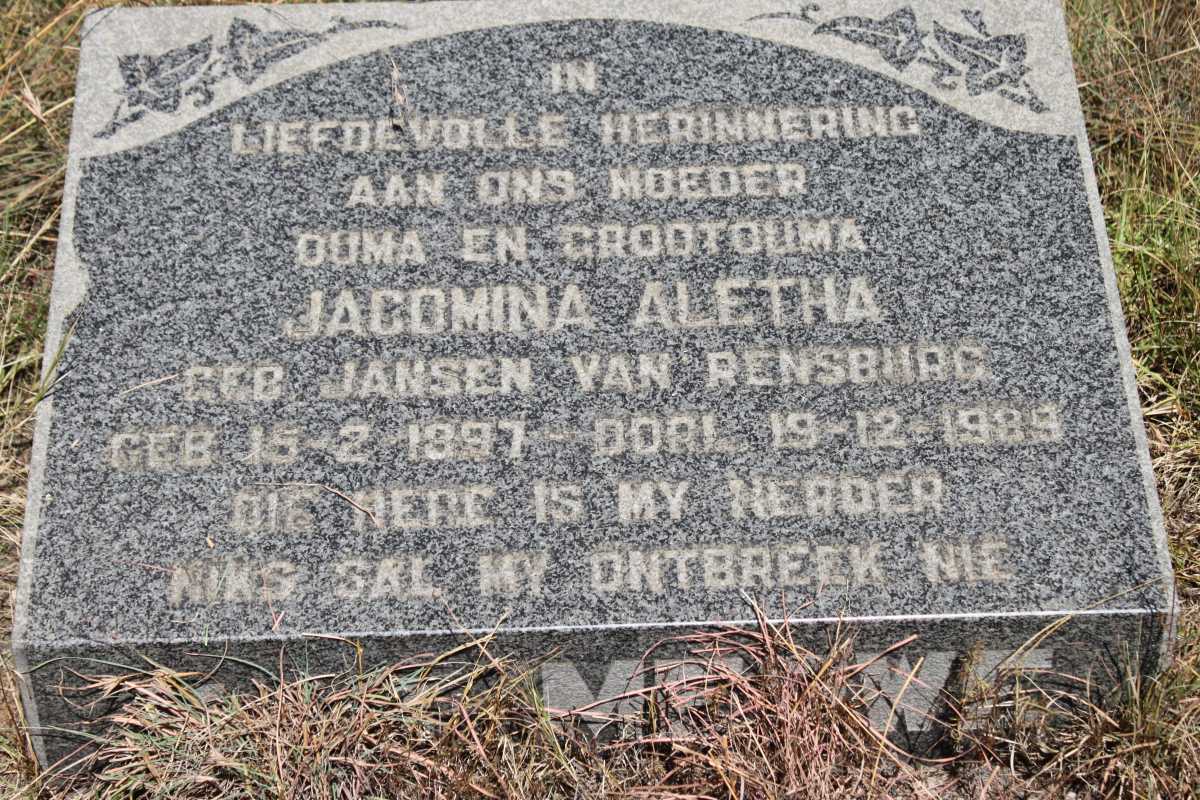 IN
LIEFDEVOLLE HERINNERING
AAN ONS MOEDER
OUMA EN GROOTOUMA
JACOMINA ALETHA
GEB JANSEN VAN RENSBURG
GEB 15-2-1897 - OORL 19-12-1989
DIE HERE IS MY HERDER
NIKS SAL MY ONTBREEK NIE